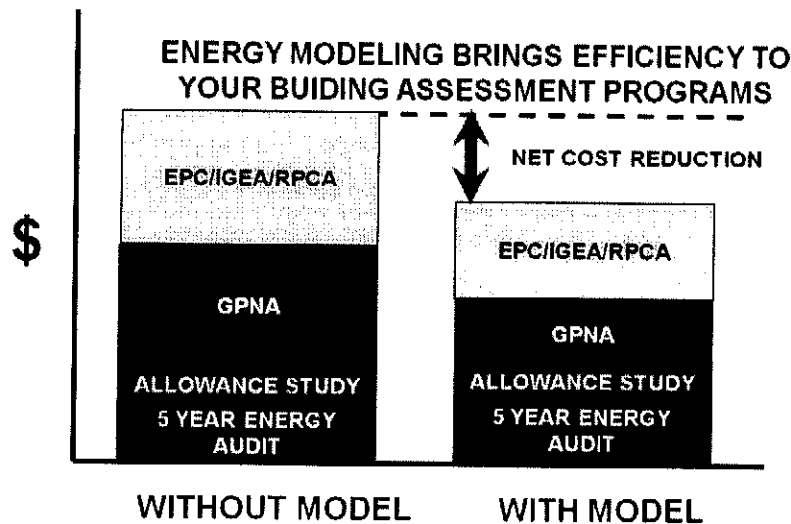 ENERGY MODELING BRINGS EFFICIENCY TO
YOUR BUIDING ASSESSMENT PROGRAMS
EPC/IGEA/RPCA
NET COST REDUCTION
$
EPC/IGEA/RPCA
GPNA
GPNA
ALLOWANCE STUDY
ALLOWANCE STUDY
5 YEAR ENERGY
AUDIT
5 YEAR ENERGY
AUDIT
WITHOUT MODEL
WITH MODEL